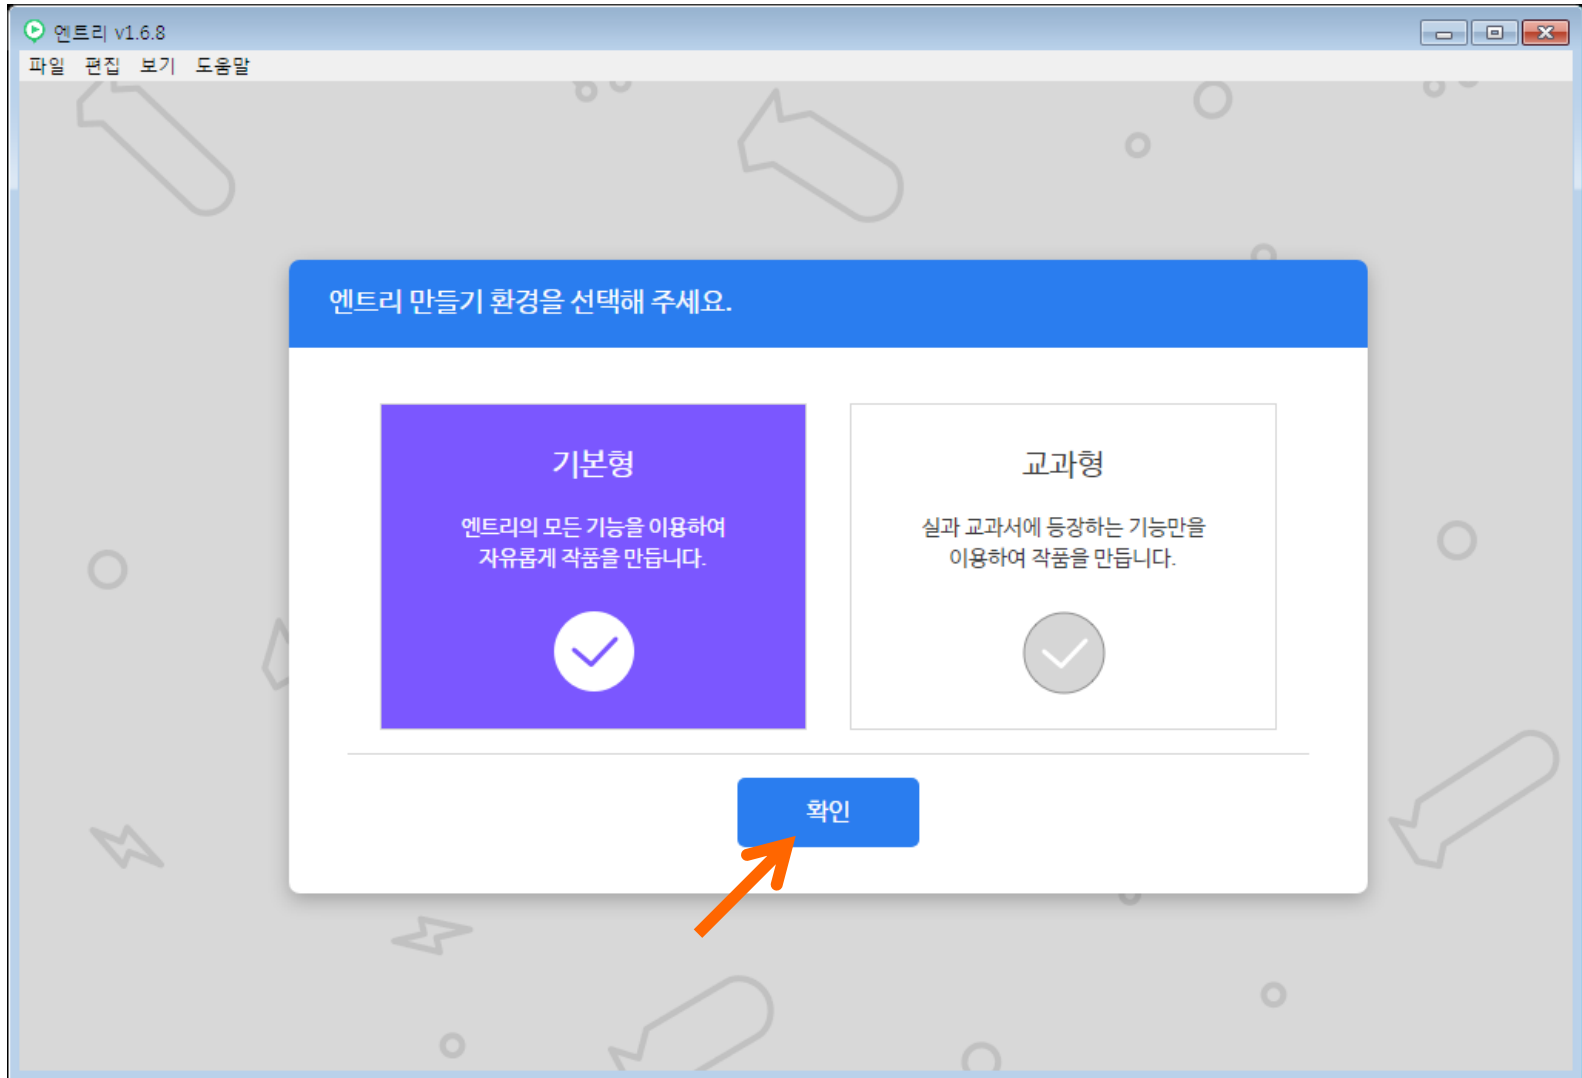 엔트리 v1.6.8
파일 편집 보기 도움말
엔트리 만들기 환경을 선택해 주세요.
기본형
엔트리의 모든 기능을 이용하여
자유롭게 작품을 만듭니다.
교과형
실과 교과서에 등장하는 기능만을
이용하여 작품을 만듭니다.
확인